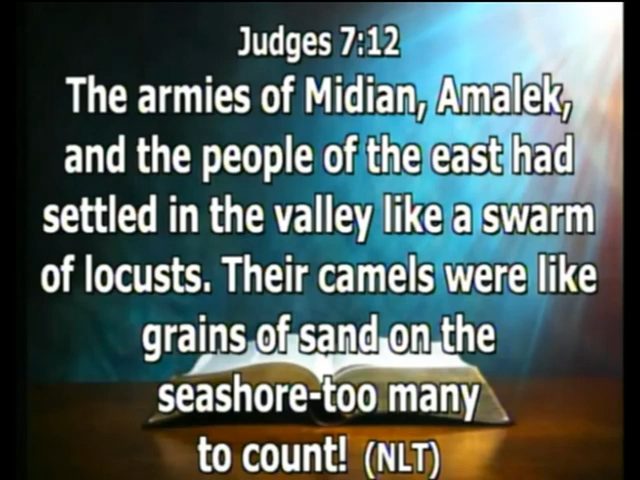 Judges 7:12
The armies of Midian, Amalek,
and the people of the east had
settled in the valley like a swarm
of locusts. Their camels were like
grains of sand on the
seashore-too many
to count! (NLT)